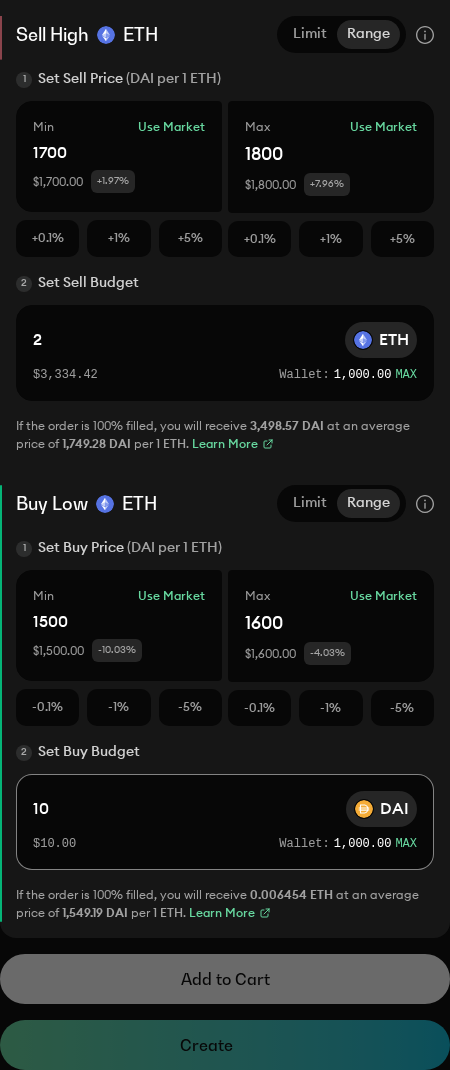 Sell High ETH Limit Range
1 Set Sell Price (DAI per 1 ETH)
Min Use Market Max Use Market
1700 1800
$1,700.00 +1.97% $1,800.00 +7.96%
+0.1% +1% +5% +0.1% +1% +5%
2 Set Sell Budget
2 ETH
$3,334.42 Wallet: 1,000.00 MAX
If the order is 100% filled, you will receive 3,498.57 DAI at an average
price of 1,749.28 DAI per 1 ETH. Learn More
Buy Low ETH Limit Range
1 Set Buy Price (DAI per 1 ETH)
Min Use Market Max Use Market
1500 1600
$1,500.00 -10.03% $1,600.00 -4.03%
-0.1% -1% -5% -0.1% -1% -5%
2 Set Buy Budget
10 DAI
$10.00 Wallet: 1,000.00 MAX
If the order is 100% filled, you will receive 0.006454 ETH at an average
price of 1,549.19 DAI per 1 ETH. Learn More
Add to Cart
Create